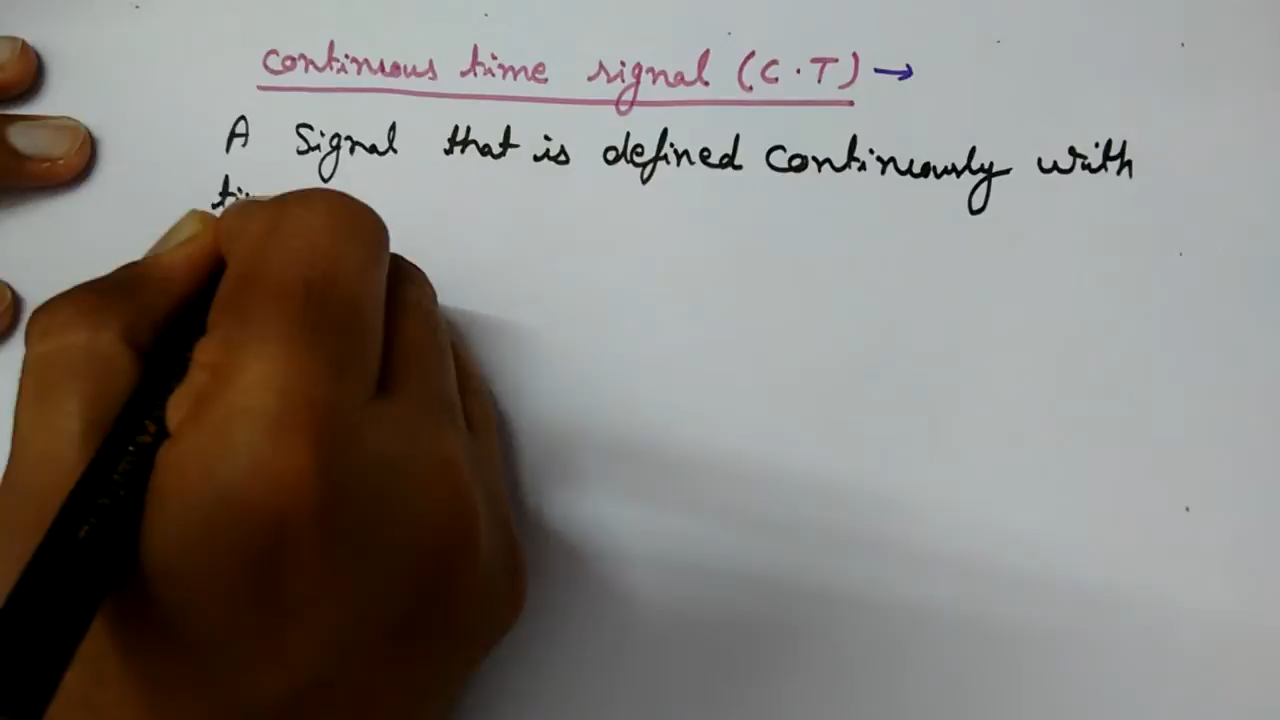 continuous time signal (C.T) →
A Signal that is defined continuously with